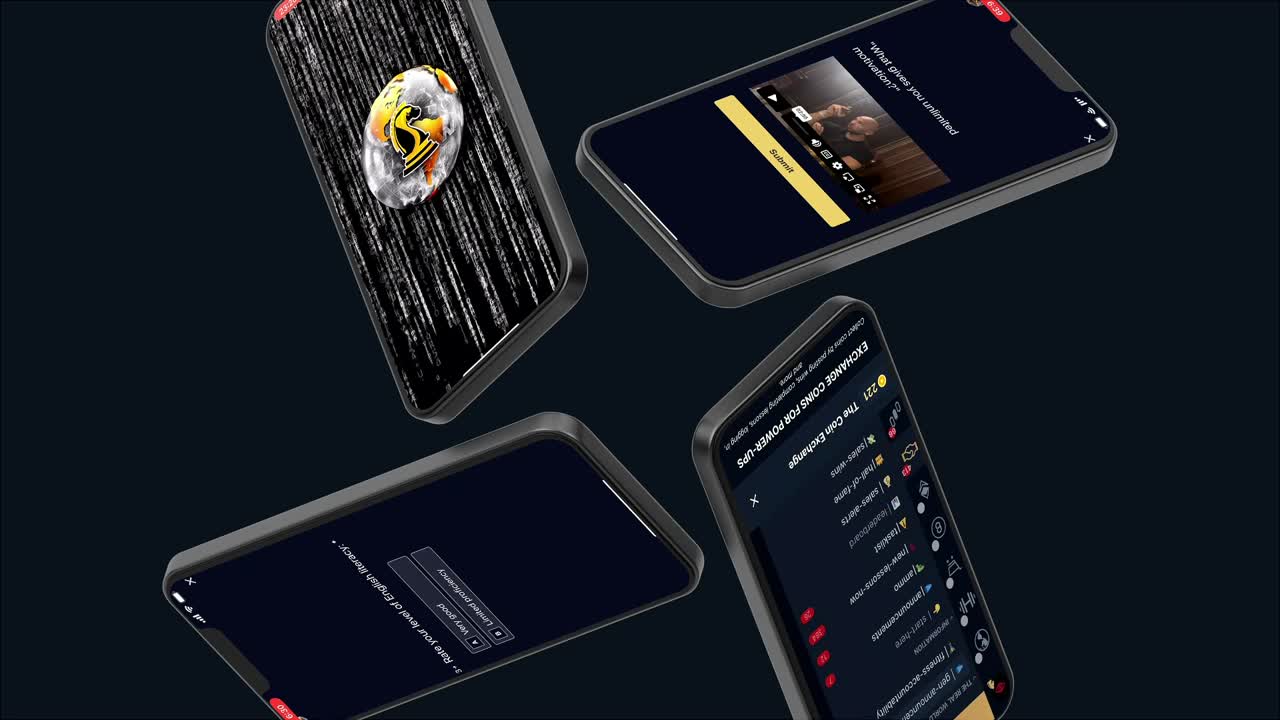 6:39
"What gives you unlimited
motivation?"
Submit
EXCHANGE COINS FOR POWER-UPS
Collect coins by posting wins, completing lessons, logging in,
and more.
221
The Coin Exchange
sales-wins
hall-of-fame
sales-alerts
leaderboard
tasklist
new-lessons-now
ammo
announcements
start-here
INFORMATION
fitness-accountability
THE REAL WORLD
3 Rate your level of English literacy:
A Very good
B Limited proficiency
6:30